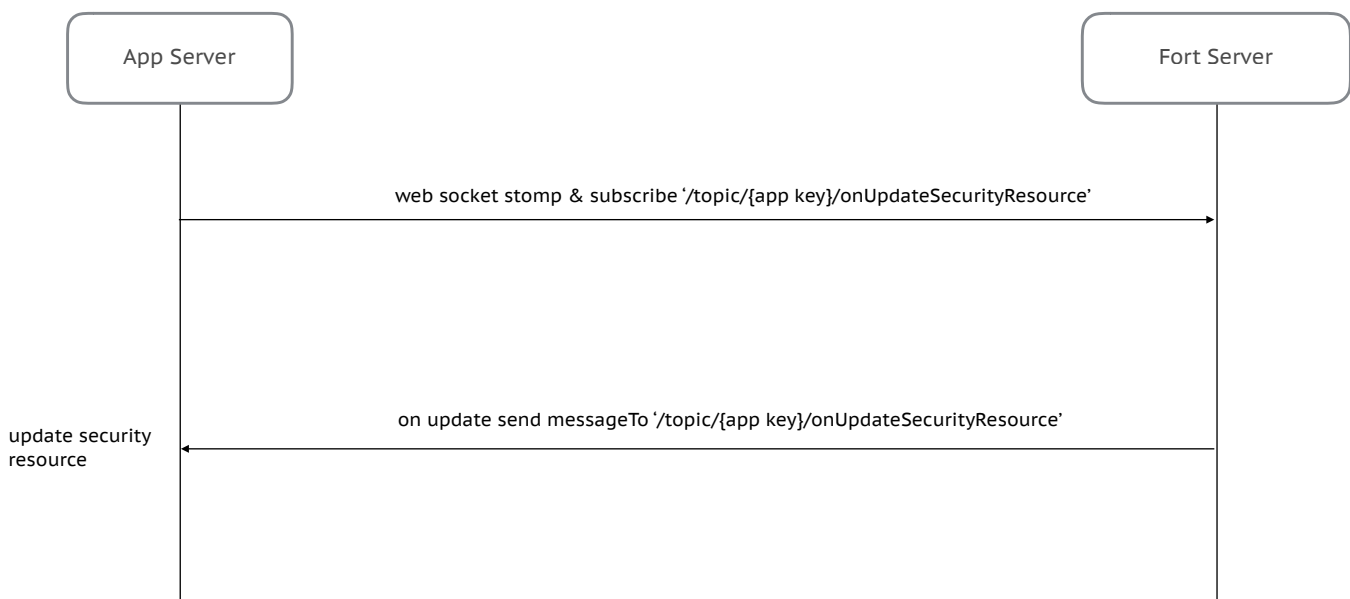 App Server
Fort Server
web socket stomp & subscribe ‘/topic/{app key}/onUpdateSecurityResource’
on update send messageTo ‘/topic/{app key}/onUpdateSecurityResource’
update security
resource